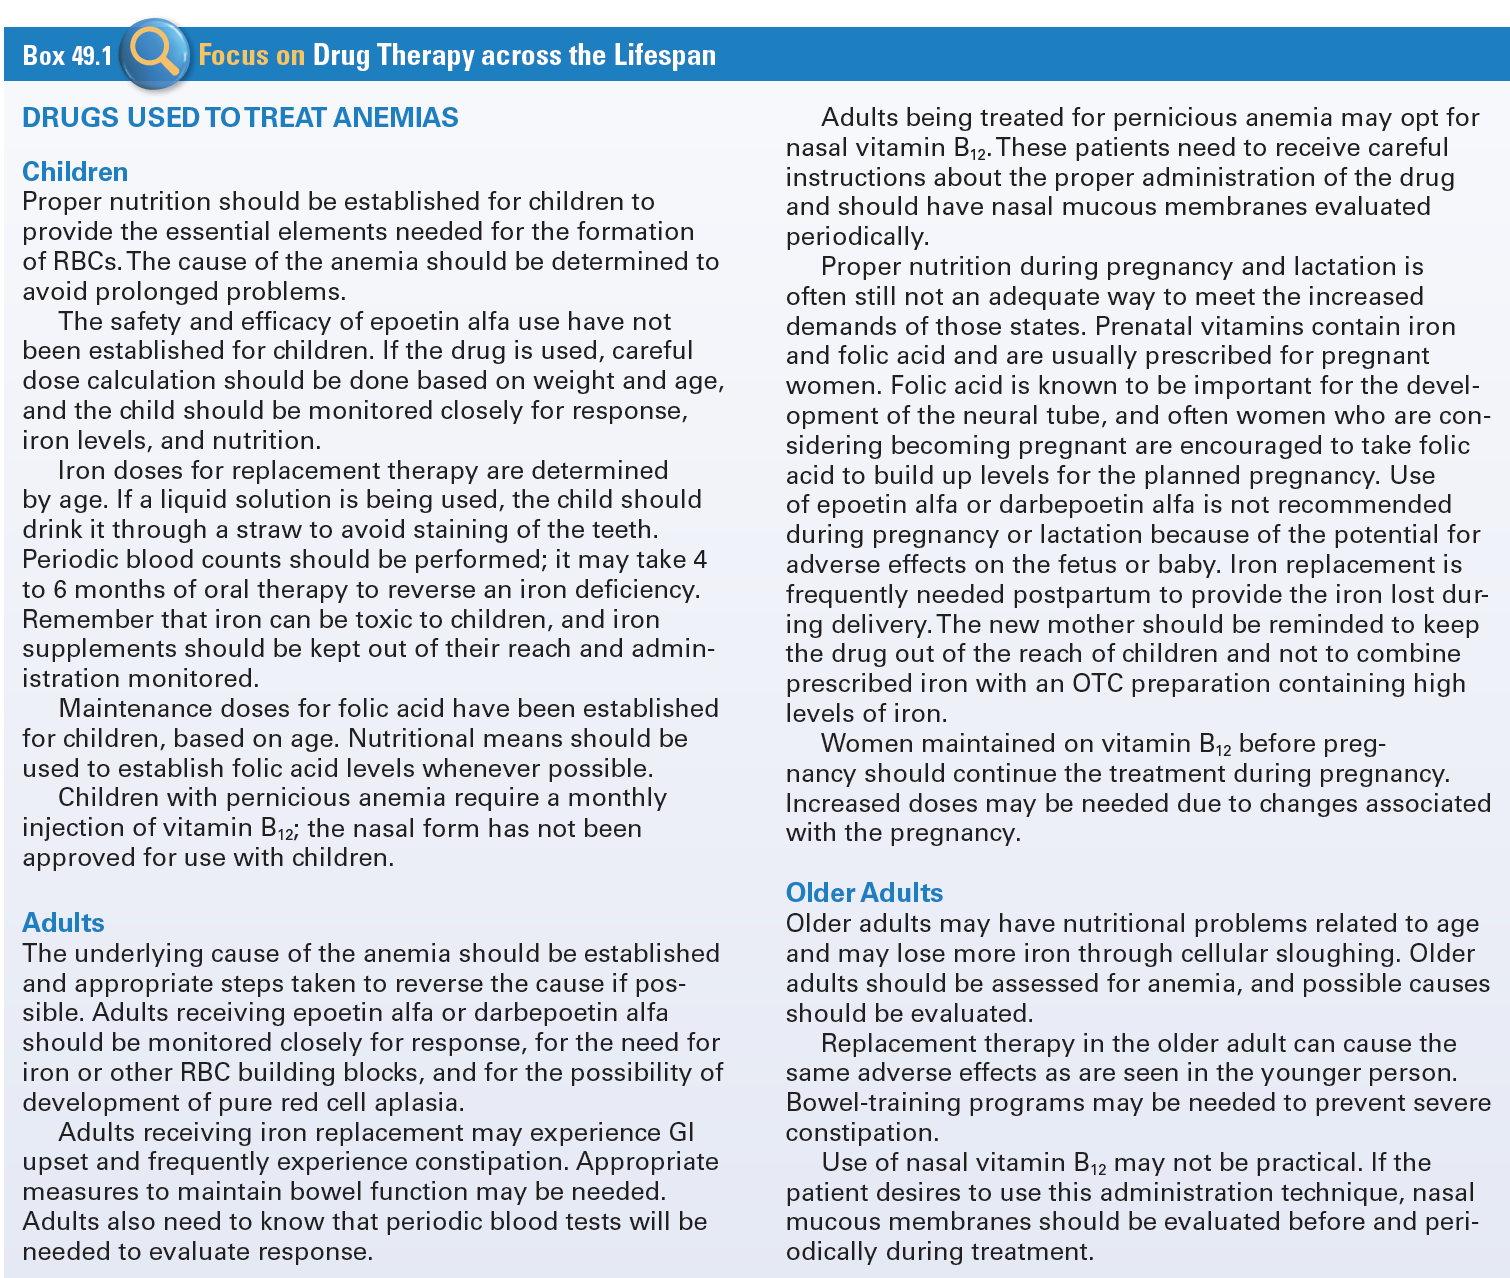 Box 49.1 Focus on Drug Therapy across the Lifespan
DRUGS USED TO TREAT ANEMIAS
Children
Proper nutrition should be established for children to
provide the essential elements needed for the formation
of RBCs. The cause of the anemia should be determined to
avoid prolonged problems.
The safety and efficacy of epoetin alfa use have not
been established for children. If the drug is used, careful
dose calculation should be done based on weight and age,
and the child should be monitored closely for response,
iron levels, and nutrition.
Iron doses for replacement therapy are determined
by age. If a liquid solution is being used, the child should
drink it through a straw to avoid staining of the teeth.
Periodic blood counts should be performed; it may take 4
to 6 months of oral therapy to reverse an iron deficiency.
Remember that iron can be toxic to children, and iron
supplements should be kept out of their reach and admin-
istration monitored.
Maintenance doses for folic acid have been established
for children, based on age. Nutritional means should be
used to establish folic acid levels whenever possible.
Children with pernicious anemia require a monthly
injection of vitamin B12; the nasal form has not been
approved for use with children.
Adults
The underlying cause of the anemia should be established
and appropriate steps taken to reverse the cause if pos-
sible. Adults receiving epoetin alfa or darbepoetin alfa
should be monitored closely for response, for the need for
iron or other RBC building blocks, and for the possibility of
development of pure red cell aplasia.
Adults receiving iron replacement may experience GI
upset and frequently experience constipation. Appropriate
measures to maintain bowel function may be needed.
Adults also need to know that periodic blood tests will be
needed to evaluate response.
Adults being treated for pernicious anemia may opt for
nasal vitamin B12. These patients need to receive careful
instructions about the proper administration of the drug
and should have nasal mucous membranes evaluated
periodically.
Proper nutrition during pregnancy and lactation is
often still not an adequate way to meet the increased
demands of those states. Prenatal vitamins contain iron
and folic acid and are usually prescribed for pregnant
women. Folic acid is known to be important for the devel-
opment of the neural tube, and often women who are con-
sidering becoming pregnant are encouraged to take folic
acid to build up levels for the planned pregnancy. Use
of epoetin alfa or darbepoetin alfa is not recommended
during pregnancy or lactation because of the potential for
adverse effects on the fetus or baby. Iron replacement is
frequently needed postpartum to provide the iron lost dur-
ing delivery. The new mother should be reminded to keep
the drug out of the reach of children and not to combine
prescribed iron with an OTC preparation containing high
levels of iron.
Women maintained on vitamin B12 before preg-
nancy should continue the treatment during pregnancy.
Increased doses may be needed due to changes associated
with the pregnancy.
Older Adults
Older adults may have nutritional problems related to age
and may lose more iron through cellular sloughing. Older
adults should be assessed for anemia, and possible causes
should be evaluated.
Replacement therapy in the older adult can cause the
same adverse effects as are seen in the younger person.
Bowel-training programs may be needed to prevent severe
constipation.
Use of nasal vitamin B12 may not be practical. If the
patient desires to use this administration technique, nasal
mucous membranes should be evaluated before and peri-
odically during treatment.